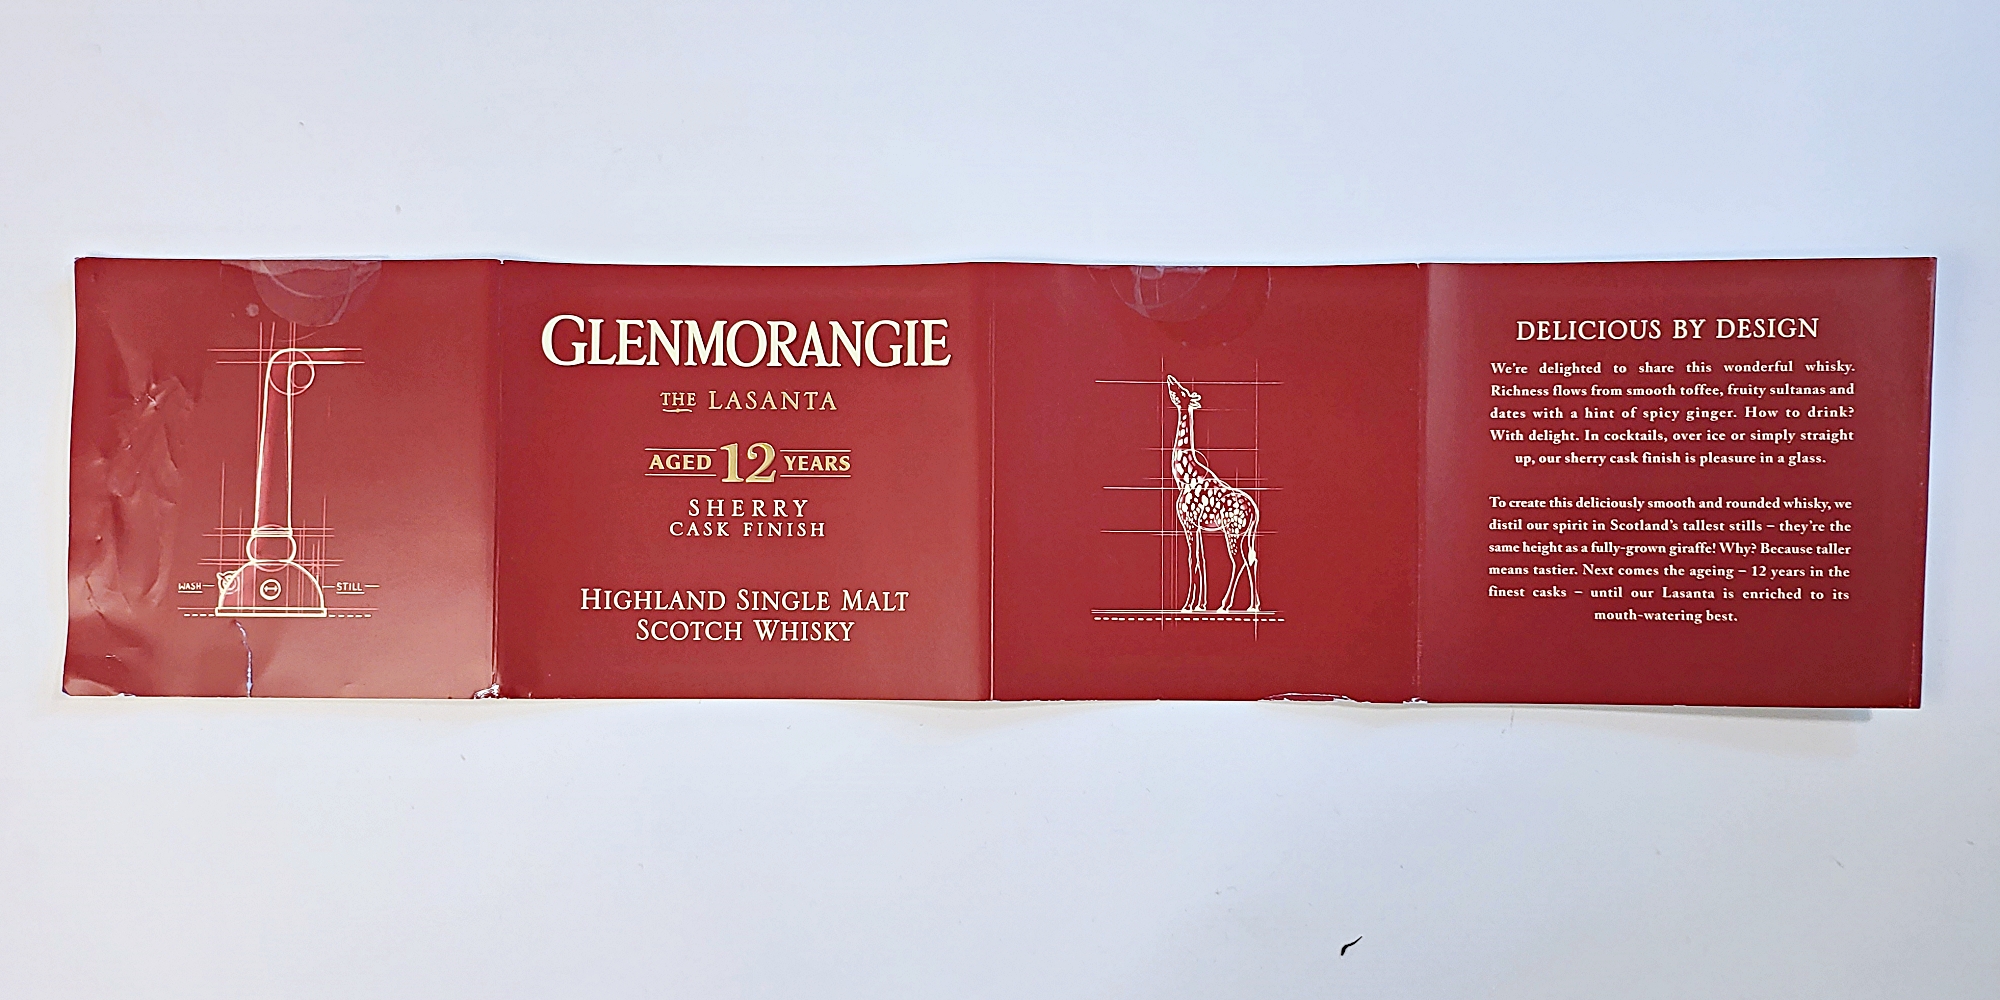 WASH
STILL
GLENMORANGIE
THE LASANTA
AGED 12 YEARS
SHERRY
CASK FINISH
HIGHLAND SINGLE MALT
SCOTCH WHISKY
DELICIOUS BY DESIGN
We're delighted to share this wonderful whisky.
Richness flows from smooth toffee, fruity sultanas and
dates with a hint of spicy ginger. How to drink?
With delight. In cocktails, over ice or simply straight
up, our sherry cask finish is pleasure in a glass.
To create this deliciously smooth and rounded whisky, we
distil our spirit in Scotland's tallest stills – they're the
same height as a fully-grown giraffe! Why? Because taller
means tastier. Next comes the ageing – 12 years in the
finest casks – until our Lasanta is enriched to its
mouth-watering best.